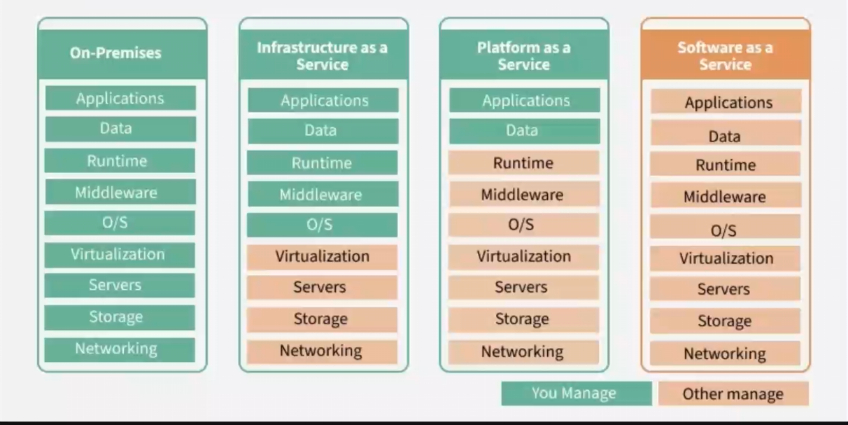 On-Premises
Applications
Data
Runtime
Middleware
O/S
Virtualization
Servers
Storage
Networking
Infrastructure as a
Service
Applications
Data
Runtime
Middleware
O/S
Virtualization
Servers
Storage
Networking
Platform as a
Service
Applications
Data
Runtime
Middleware
O/S
Virtualization
Servers
Storage
Networking
Software as a
Service
Applications
Data
Runtime
Middleware
O/S
Virtualization
Servers
Storage
Networking
You Manage
Other manage